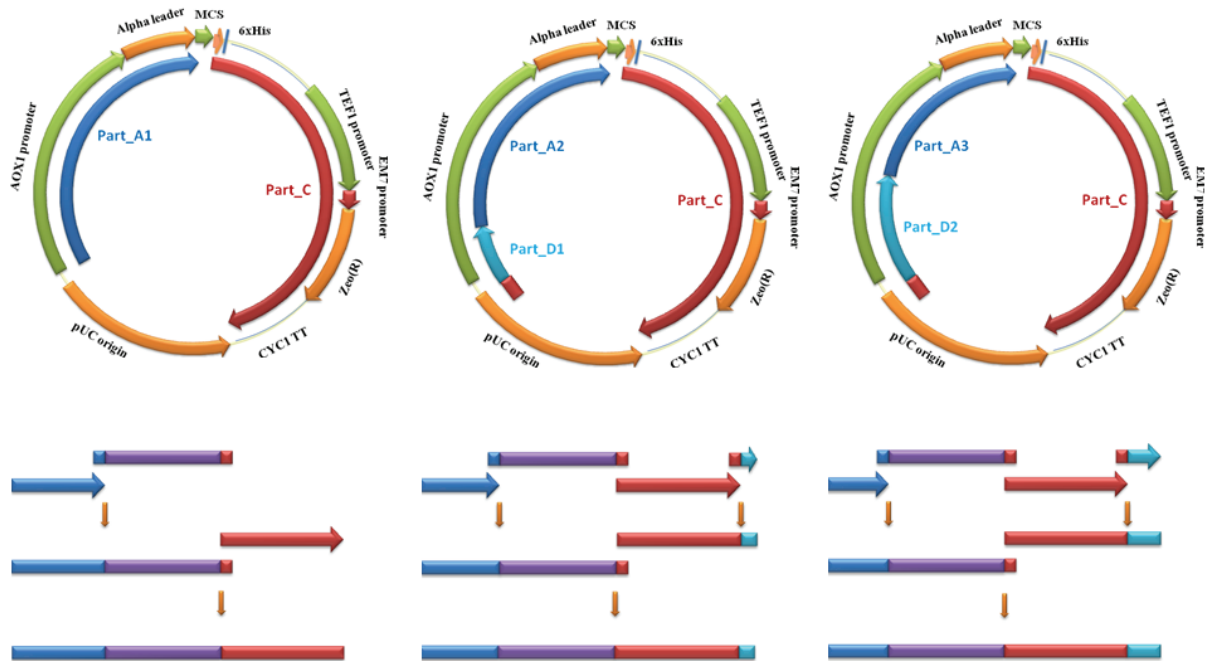 Alpha leader
MCS
6xHis
AOX1 promoter
Part_A1
Part_C
TEF1 promoter
EM7 promoter
Zeo(R)
CYC1 TT
pUC origin
Alpha leader
MCS
6xHis
AOX1 promoter
Part_A2
Part_C
Part_D1
TEF1 promoter
EM7 promoter
Zeo(R)
CYC1 TT
pUC origin
Alpha leader
MCS
6xHis
AOX1 promoter
Part_A3
Part_C
Part_D2
TEF1 promoter
EM7 promoter
Zeo(R)
CYC1 TT
pUC origin